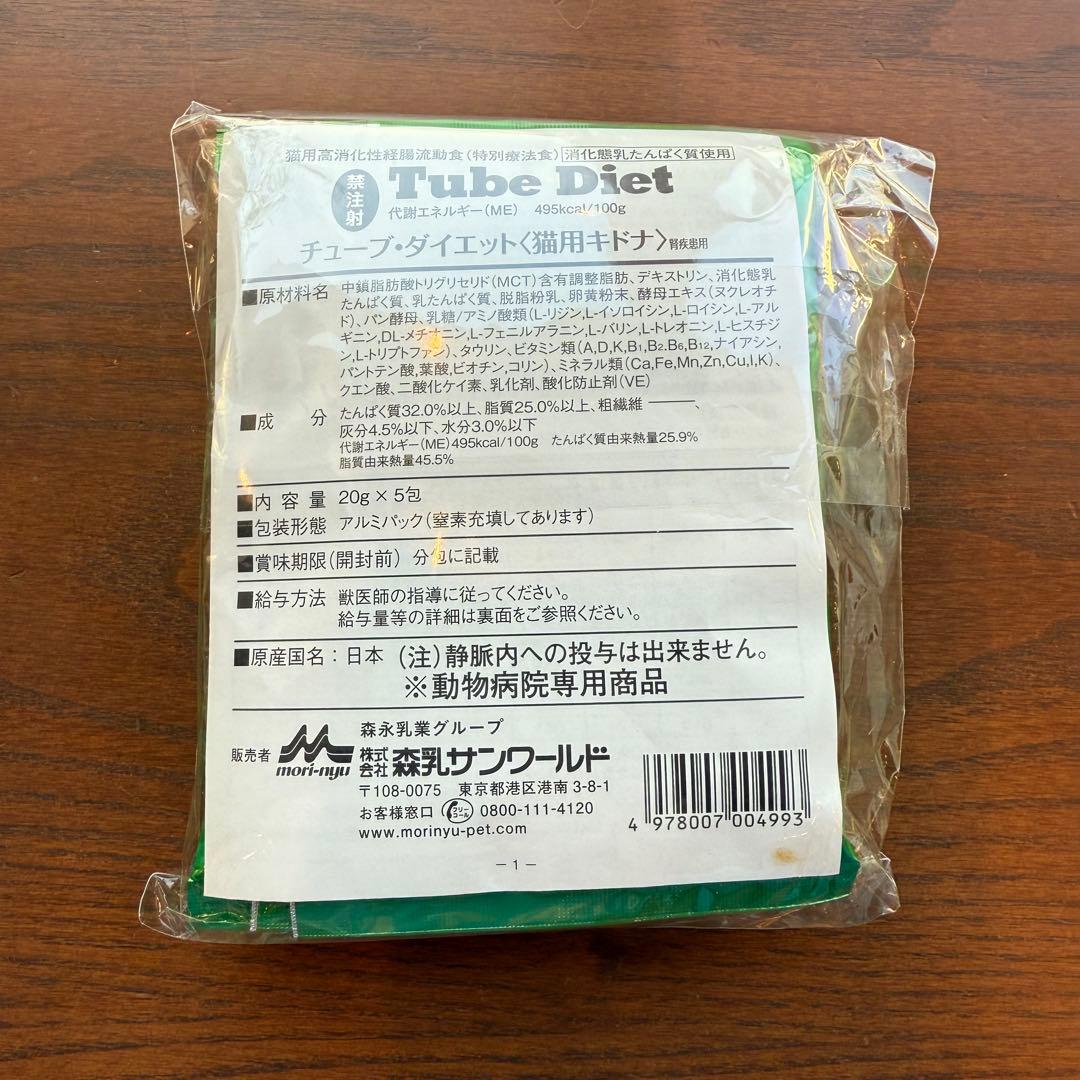 猫用高消化性経腸流動食(特別療法食) 消化態乳たんぱく質使用
禁注射 Tube Diet
代謝エネルギー(ME) 495kcal/100g
チューブ・ダイエット〈猫用キドナ〉腎疾患用
■原材料名 中鎖脂肪酸トリグリセリド(MCT)含有調整脂肪、デキストリン、消化態乳
たんぱく質、乳たんぱく質、脱脂粉乳、卵黄粉末、酵母エキス(ヌクレオチ
ド)、パン酵母、乳糖/アミノ酸類(L-リジン,L-イソロイシン,L-ロイシン,L-アル
ギニン,DL-メチオニン,L-フェニルアラニン,L-バリン,L-トレオニン,L-ヒスチジ
ン,L-トリプトファン)、タウリン、ビタミン類(A,D,K,B1,B2,B6,B12,ナイアシン,
パントテン酸,葉酸,ビオチン,コリン)、ミネラル類(Ca,Fe,Mn,Zn,Cu,I,K)、
クエン酸、二酸化ケイ素、乳化剤、酸化防止剤(VE)
■成 分 たんぱく質32.0%以上、脂質25.0%以上、粗繊維 ―――、
灰分4.5%以下、水分3.0%以下
代謝エネルギー(ME)495kcal/100g たんぱく質由来熱量25.9%
脂質由来熱量45.5%
■内容量 20g×5包
■包装形態 アルミパック(窒素充填してあります)
■賞味期限(開封前) 分包に記載
■給与方法 獣医師の指導に従ってください。
給与量等の詳細は裏面をご参照ください。
■原産国名:日本 (注)静脈内への投与は出来ません。
※動物病院専用商品
森永乳業グループ
販売者 mori-nyu 株式会社 森乳サンワールド
〒108-0075 東京都港区港南3-8-1
お客様窓口 フリーコール 0800-111-4120
www.morinyu-pet.com
4 978007 004993
-1-